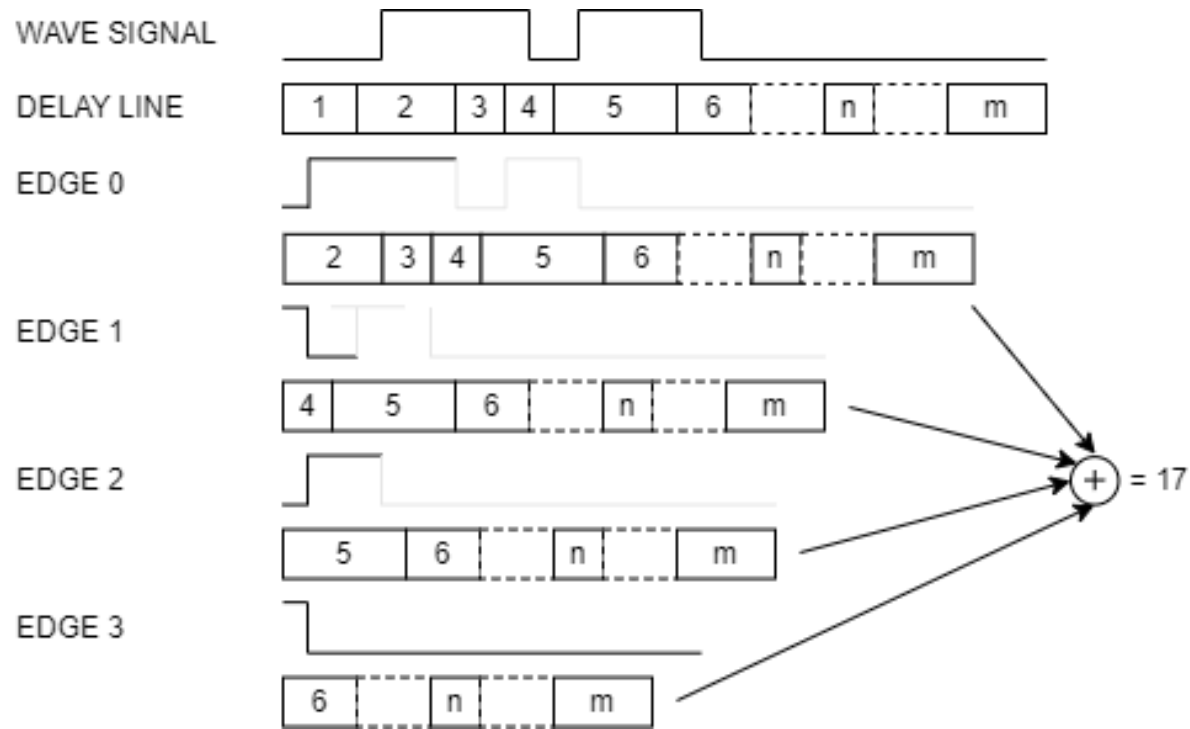 WAVE SIGNAL
DELAY LINE 1 2 3 4 5 6 n m
EDGE 0
2 3 4 5 6 n m
EDGE 1
4 5 6 n m
+ = 17
EDGE 2
5 6 n m
EDGE 3
6 n m